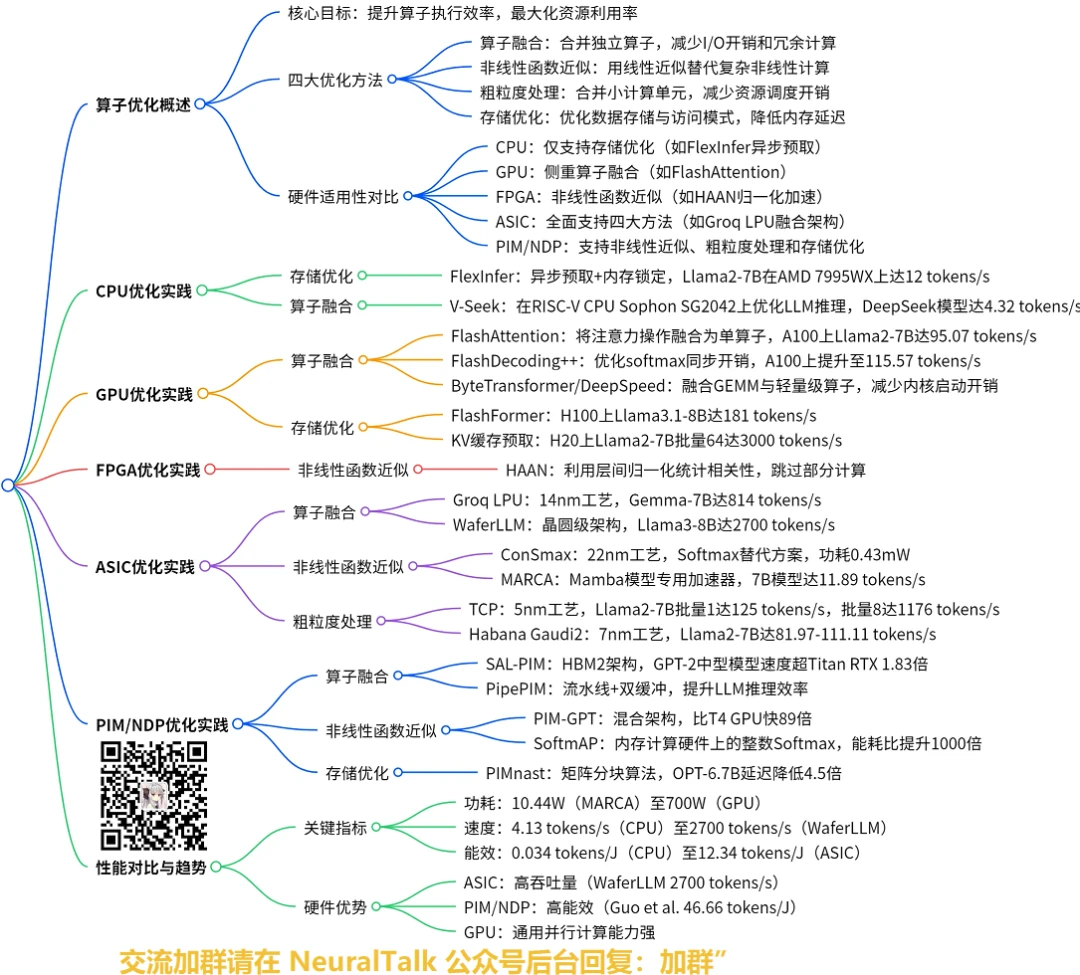 核心目标：提升算子执行效率，最大化资源利用率
算子优化概述
四大优化方法
算子融合：合并独立算子，减少I/O开销和冗余计算
非线性函数近似：用线性近似替代复杂非线性计算
粗粒度处理：合并小计算单元，减少资源调度开销
存储优化：优化数据存储与访问模式，降低内存延迟
硬件适用性对比
CPU：仅支持存储优化（如FlexInfer异步预取）
GPU：侧重算子融合（如FlashAttention）
FPGA：非线性函数近似（如HAAN归一化加速）
ASIC：全面支持四大方法（如Groq LPU融合架构）
PIM/NDP：支持非线性近似、粗粒度处理和存储优化
CPU优化实践
存储优化
FlexInfer：异步预取+内存锁定，Llama2-7B在AMD 7995WX上达12 tokens/s
算子融合
V-Seek：在RISC-V CPU Sophon SG2042上优化LLM推理，DeepSeek模型达4.32 tokens/s
GPU优化实践
算子融合
FlashAttention：将注意力操作融合为单算子，A100上Llama2-7B达95.07 tokens/s
FlashDecoding++：优化softmax同步开销，A100上提升至115.57 tokens/s
ByteTransformer/DeepSpeed：融合GEMM与轻量级算子，减少内核启动开销
存储优化
FlashFormer：H100上Llama3.1-8B达181 tokens/s
KV缓存预取：H20上Llama2-7B批量64达3000 tokens/s
FPGA优化实践
非线性函数近似
HAAN：利用层间归一化统计相关性，跳过部分计算
ASIC优化实践
算子融合
Groq LPU：14nm工艺，Gemma-7B达814 tokens/s
WaferLLM：晶圆级架构，Llama3-8B达2700 tokens/s
非线性函数近似
ConSmax：22nm工艺，Softmax替代方案，功耗0.43mW
MARCA：Mamba模型专用加速器，7B模型达11.89 tokens/s
粗粒度处理
TCP：5nm工艺，Llama2-7B批量1达125 tokens/s，批量8达1176 tokens/s
Habana Gaudi2：7nm工艺，Llama2-7B达81.97-111.11 tokens/s
PIM/NDP优化实践
算子融合
SAL-PIM：HBM2架构，GPT-2中型模型速度超Titan RTX 1.83倍
PipePIM：流水线+双缓冲，提升LLM推理效率
非线性函数近似
PIM-GPT：混合架构，比T4 GPU快89倍
SoftmAP：内存计算硬件上的整数Softmax，能耗比提升1000倍
存储优化
PIMnast：矩阵分块算法，OPT-6.7B延迟降低4.5倍
性能对比与趋势
关键指标
功耗：10.44W（MARCA）至700W（GPU）
速度：4.13 tokens/s（CPU）至2700 tokens/s（WaferLLM）
能效：0.034 tokens/J（CPU）至12.34 tokens/J（ASIC）
硬件优势
ASIC：高吞吐量（WaferLLM 2700 tokens/s）
PIM/NDP：高能效（Guo et al. 46.66 tokens/J）
GPU：通用并行计算能力强
交流加群请在 NeuralTalk 公众号后台回复：加群”